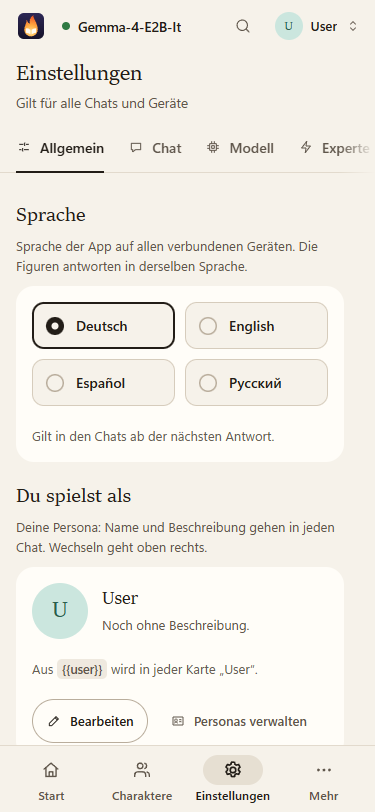 Gemma-4-E2B-It
U
User
Einstellungen
Gilt für alle Chats und Geräte
Allgemein
Chat
Modell
Experte
Sprache
Sprache der App auf allen verbundenen Geräten. Die
Figuren antworten in derselben Sprache.
Deutsch
English
Español
Русский
Gilt in den Chats ab der nächsten Antwort.
Du spielst als
Deine Persona: Name und Beschreibung gehen in jeden
Chat. Wechseln geht oben rechts.
U
User
Noch ohne Beschreibung.
Aus {{user}} wird in jeder Karte „User“.
Bearbeiten
Personas verwalten
Start
Charaktere
Einstellungen
Mehr